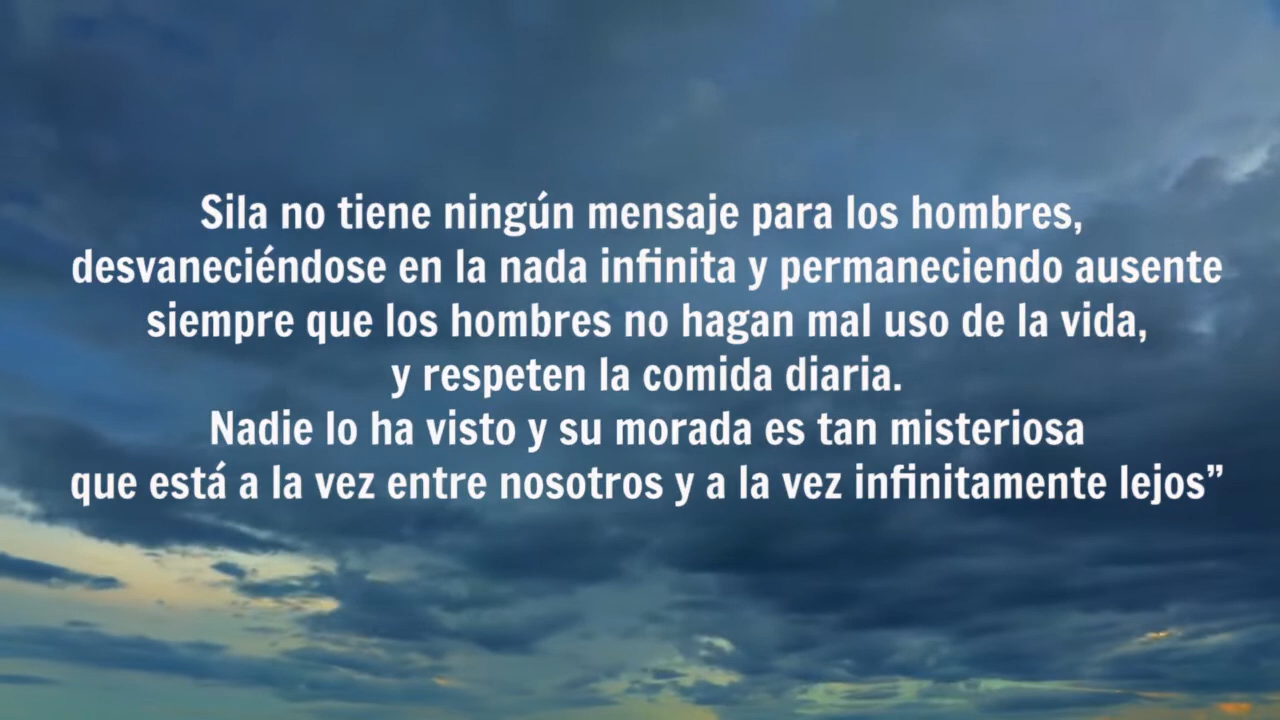 Sila no tiene ningún mensaje para los hombres,
desvaneciéndose en la nada infinita y permaneciendo ausente
siempre que los hombres no hagan mal uso de la vida,
y respeten la comida diaria.
Nadie lo ha visto y su morada es tan misteriosa
que está a la vez entre nosotros y a la vez infinitamente lejos”